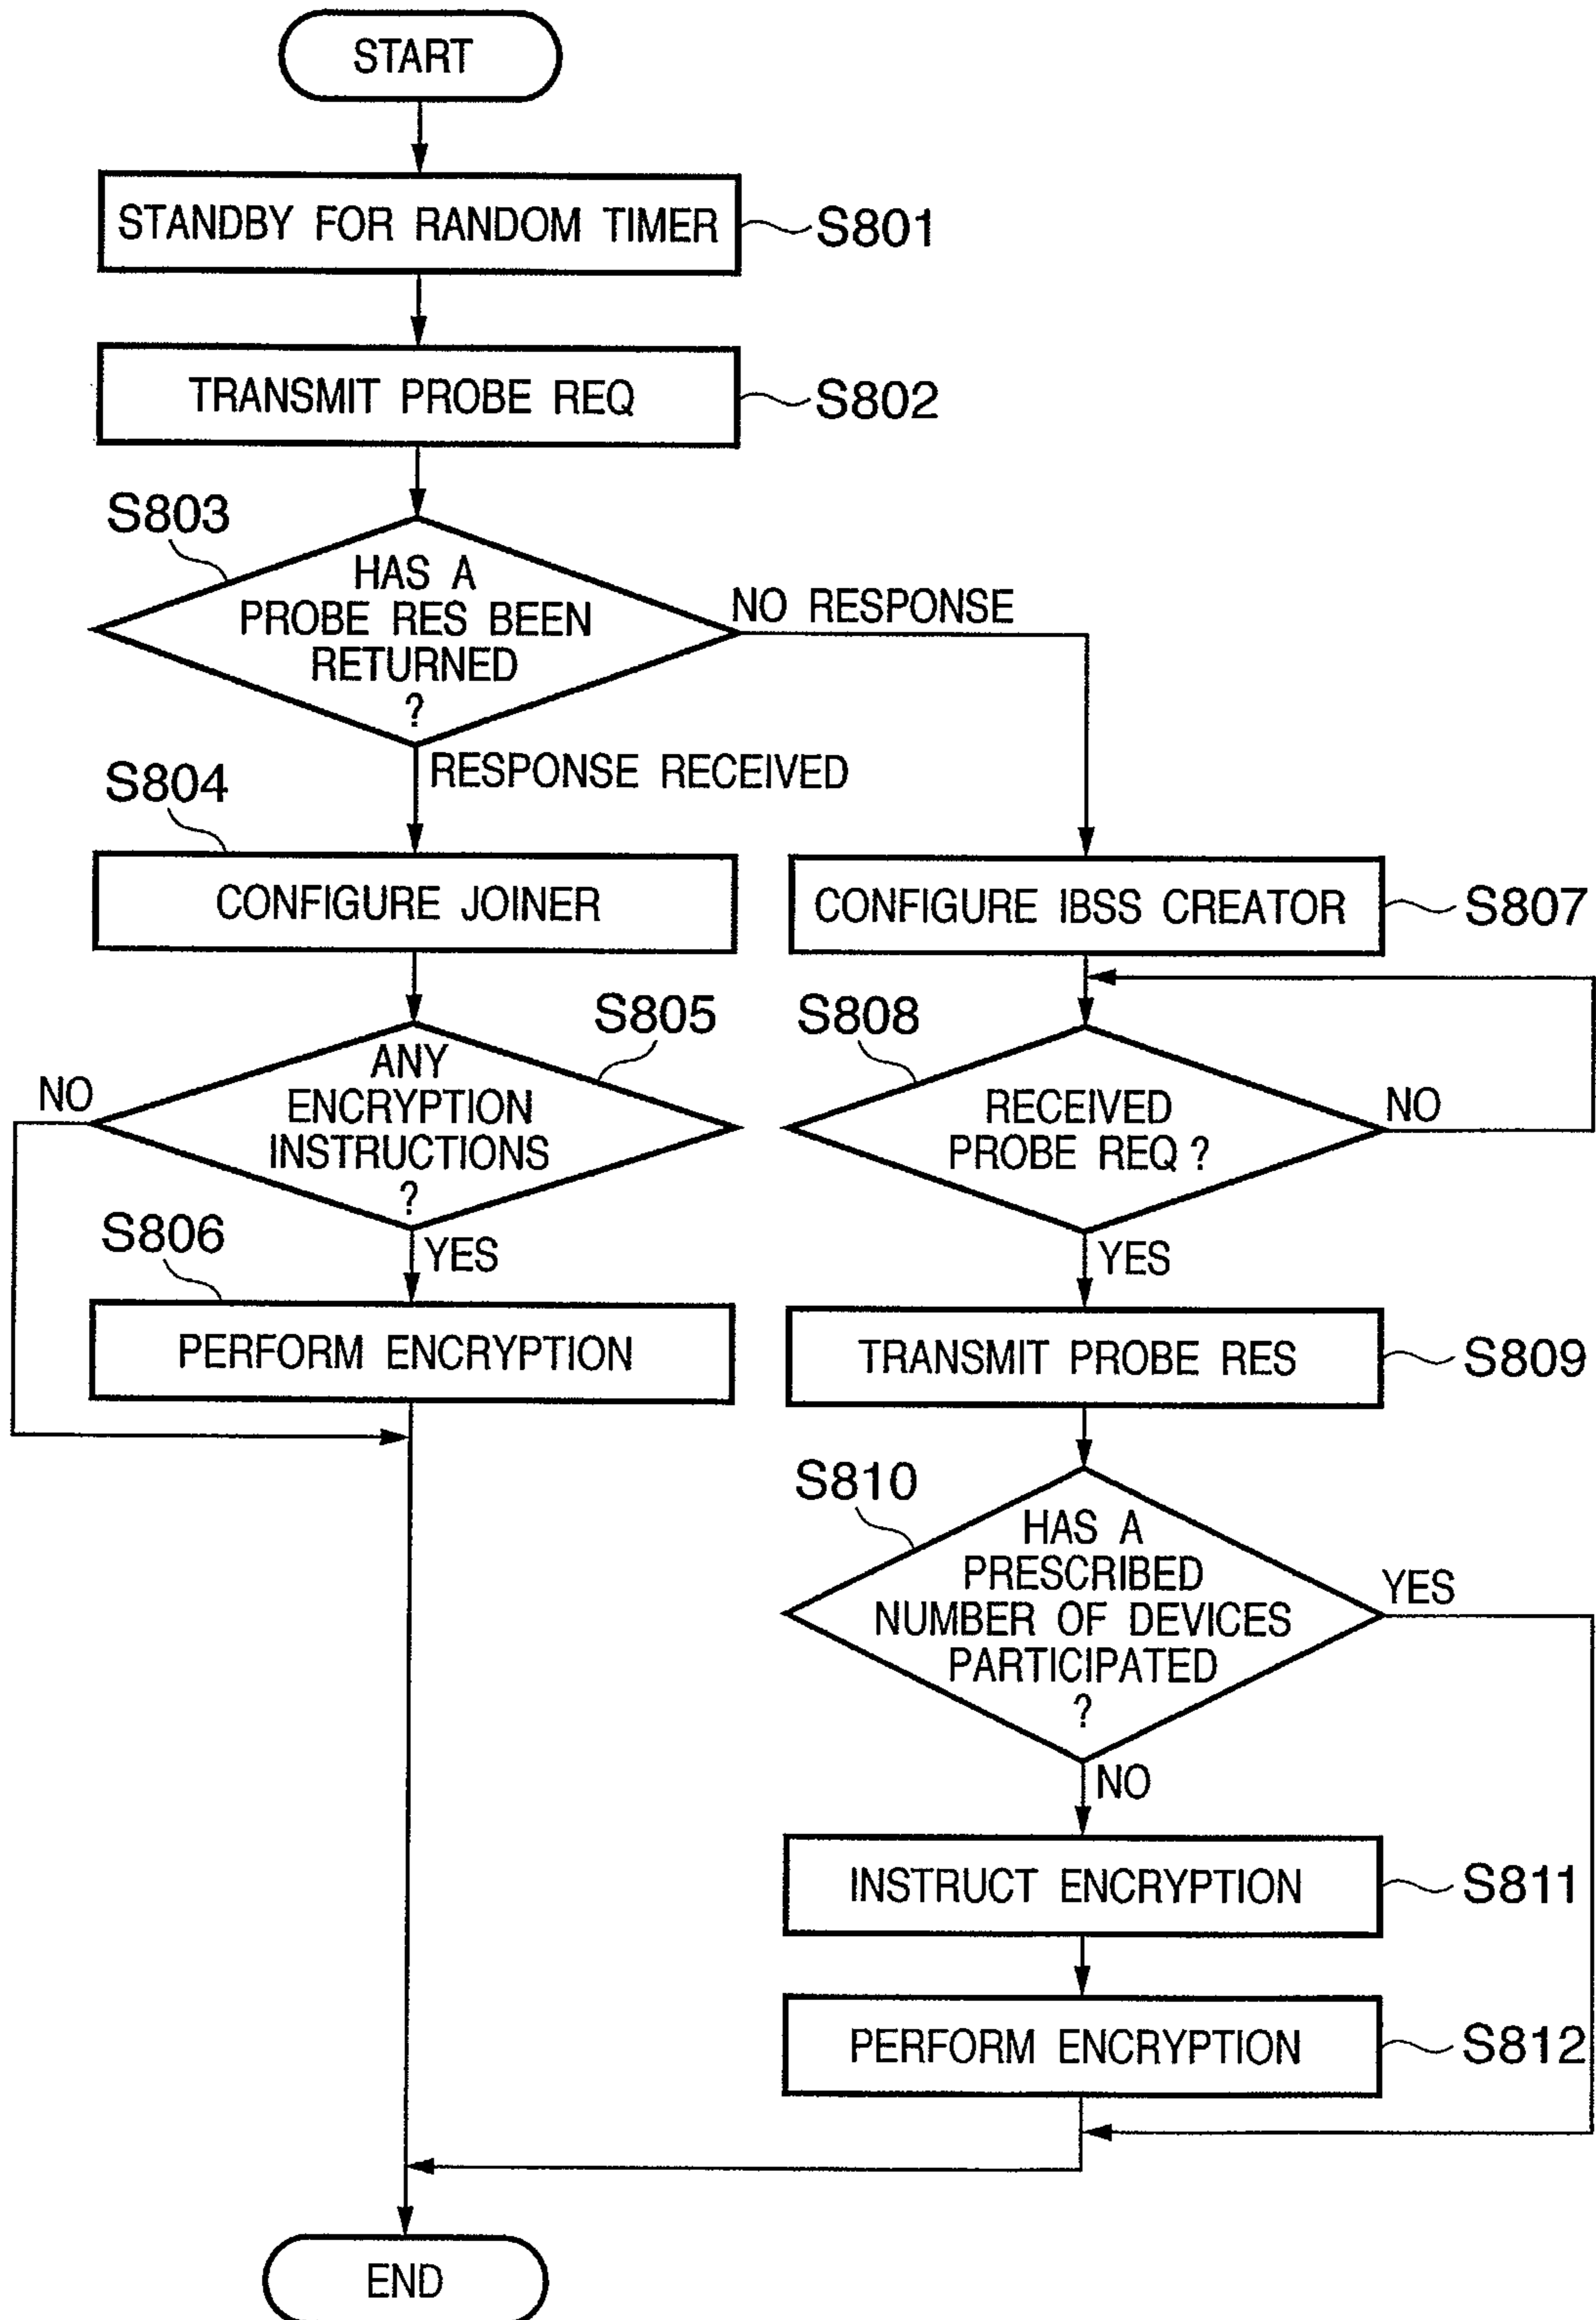 START
STANDBY FOR RANDOM TIMER
S801
TRANSMIT PROBE REQ
S802
S803
HAS A
PROBE RES BEEN
RETURNED
?
NO RESPONSE
RESPONSE RECEIVED
S804
CONFIGURE JOINER
CONFIGURE IBSS CREATOR
S807
S805
ANY
ENCRYPTION
INSTRUCTIONS
?
NO
YES
S808
RECEIVED
PROBE REQ ?
NO
YES
S806
PERFORM ENCRYPTION
TRANSMIT PROBE RES
S809
S810
HAS A
PRESCRIBED
NUMBER OF DEVICES
PARTICIPATED
?
YES
NO
INSTRUCT ENCRYPTION
S811
PERFORM ENCRYPTION
S812
END